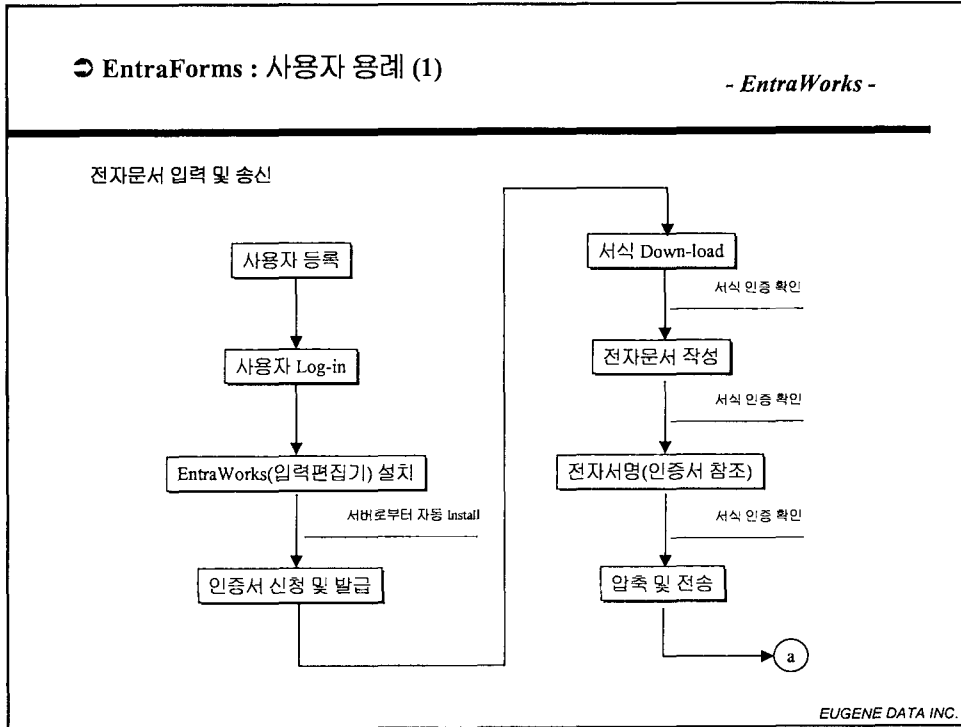 ➲ EntraForms : 사용자 용례 (1)
- EntraWorks -
전자문서 입력 및 송신
사용자 등록
사용자 Log-in
EntraWorks(입력편집기) 설치
서버로부터 자동 Install
인증서 신청 및 발급
서식 Down-load
서식 인증 확인
전자문서 작성
서식 인증 확인
전자서명(인증서 참조)
서식 인증 확인
압축 및 전송
a
EUGENE DATA INC.